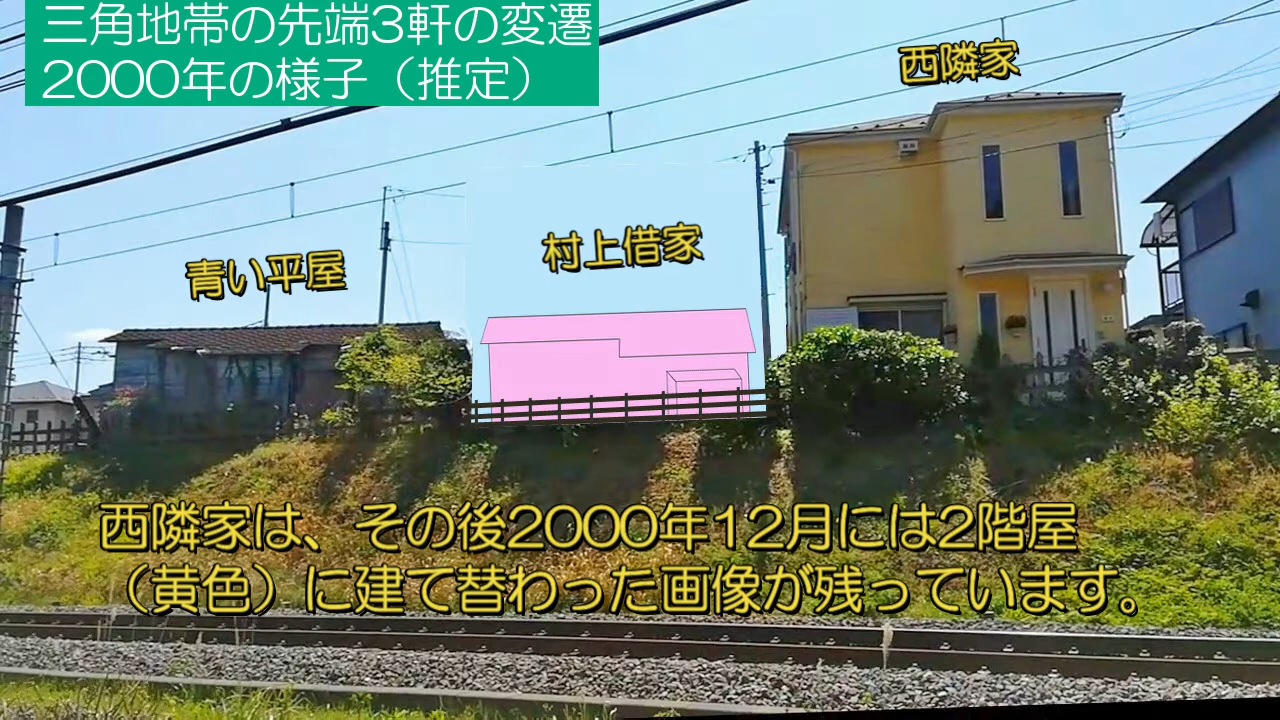 三角地帯の先端3軒の変遷
2000年の様子（推定）
西隣家
村上借家
青い平屋
西隣家は、その後2000年12月には2階屋
（黄色）に建て替わった画像が残っています。